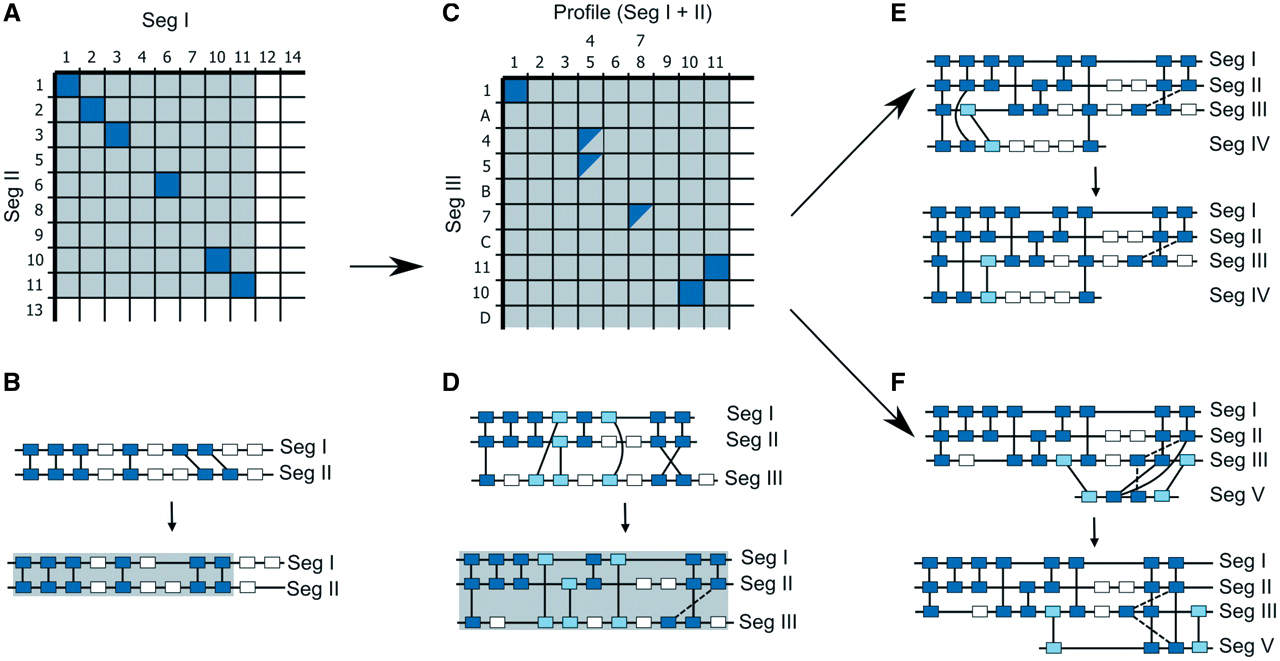 A
Seg I
1 2 3 4 6 7 10 11 12 14
Seg II
1
2
3
5
6
8
9
10
11
13
B
Seg I
Seg II
Seg I
Seg II
C
Profile (Seg I + II)
4 7
1 2 3 5 6 8 9 10 11
Seg III
1
A
4
5
B
7
C
11
10
D
D
Seg I
Seg II
Seg III
Seg I
Seg II
Seg III
E
Seg I
Seg II
Seg III
Seg IV
Seg I
Seg II
Seg III
Seg IV
F
Seg I
Seg II
Seg III
Seg V
Seg I
Seg II
Seg III
Seg V